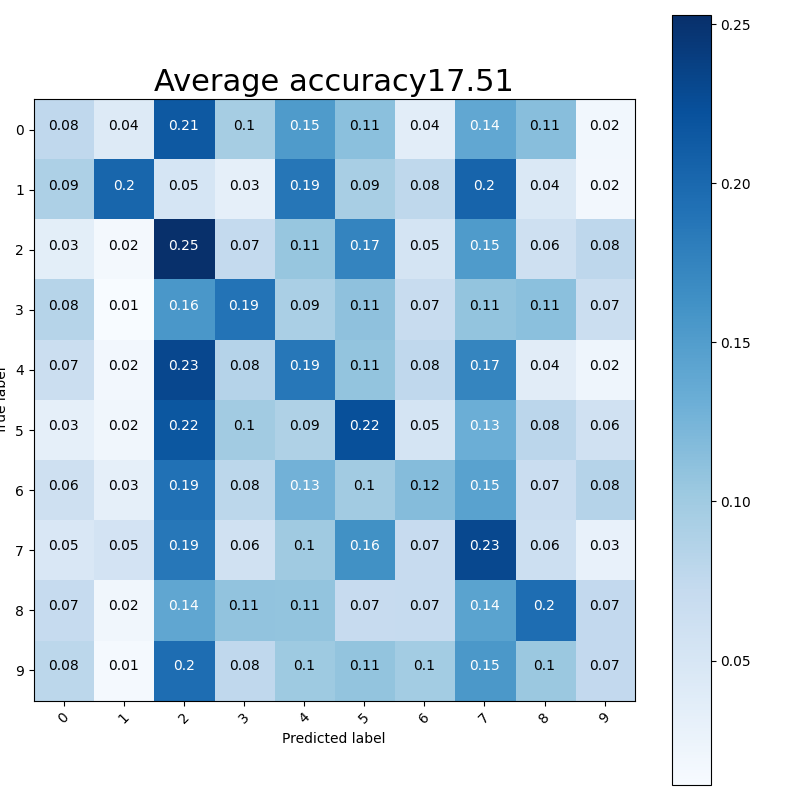 Average accuracy17.51
0 0.08 0.04 0.21 0.1 0.15 0.11 0.04 0.14 0.11 0.02
1 0.09 0.2 0.05 0.03 0.19 0.09 0.08 0.2 0.04 0.02
2 0.03 0.02 0.25 0.07 0.11 0.17 0.05 0.15 0.06 0.08
3 0.08 0.01 0.16 0.19 0.09 0.11 0.07 0.11 0.11 0.07
4 0.07 0.02 0.23 0.08 0.19 0.11 0.08 0.17 0.04 0.02
5 0.03 0.02 0.22 0.1 0.09 0.22 0.05 0.13 0.08 0.06
6 0.06 0.03 0.19 0.08 0.13 0.1 0.12 0.15 0.07 0.08
7 0.05 0.05 0.19 0.06 0.1 0.16 0.07 0.23 0.06 0.03
8 0.07 0.02 0.14 0.11 0.11 0.07 0.07 0.14 0.2 0.07
9 0.08 0.01 0.2 0.08 0.1 0.11 0.1 0.15 0.1 0.07
0 1 2 3 4 5 6 7 8 9
Predicted label
label
0.25
0.20
0.15
0.10
0.05